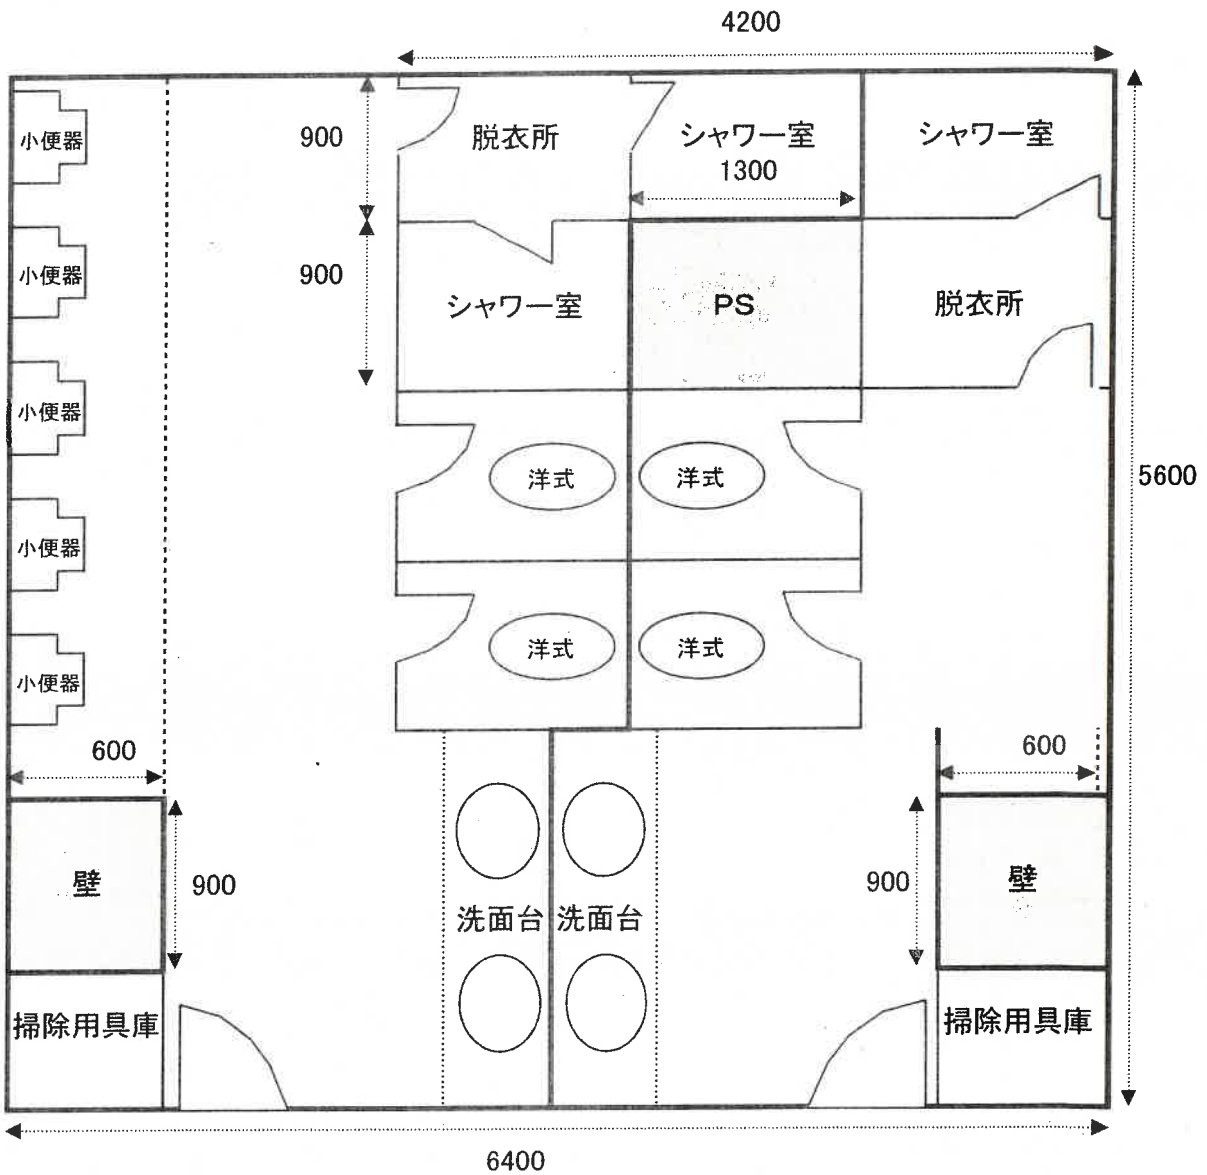 4200
900
脱衣所
シャワー室
シャワー室
1300
小便器
小便器
小便器
小便器
小便器
900
シャワー室
PS
脱衣所
洋式
洋式
5600
洋式
洋式
600
600
壁
900
900
壁
洗面台
洗面台
掃除用具庫
掃除用具庫
6400